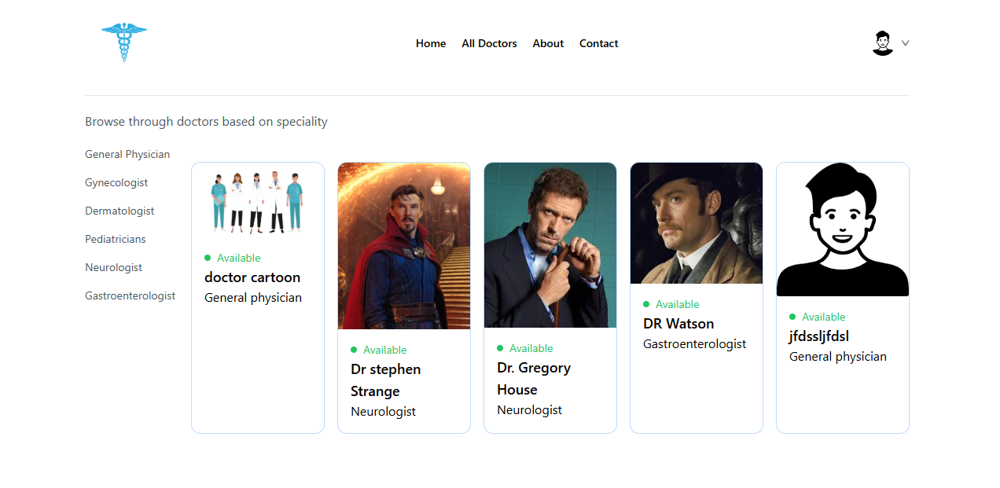 Home All Doctors About Contact
Browse through doctors based on speciality
General Physician
Gynecologist
Dermatologist
Pediatricians
Neurologist
Gastroenterologist
Available
doctor cartoon
General physician
Available
Dr stephen
Strange
Neurologist
Available
Dr. Gregory
House
Neurologist
Available
DR Watson
Gastroenterologist
Available
jfdssljfdsl
General physician